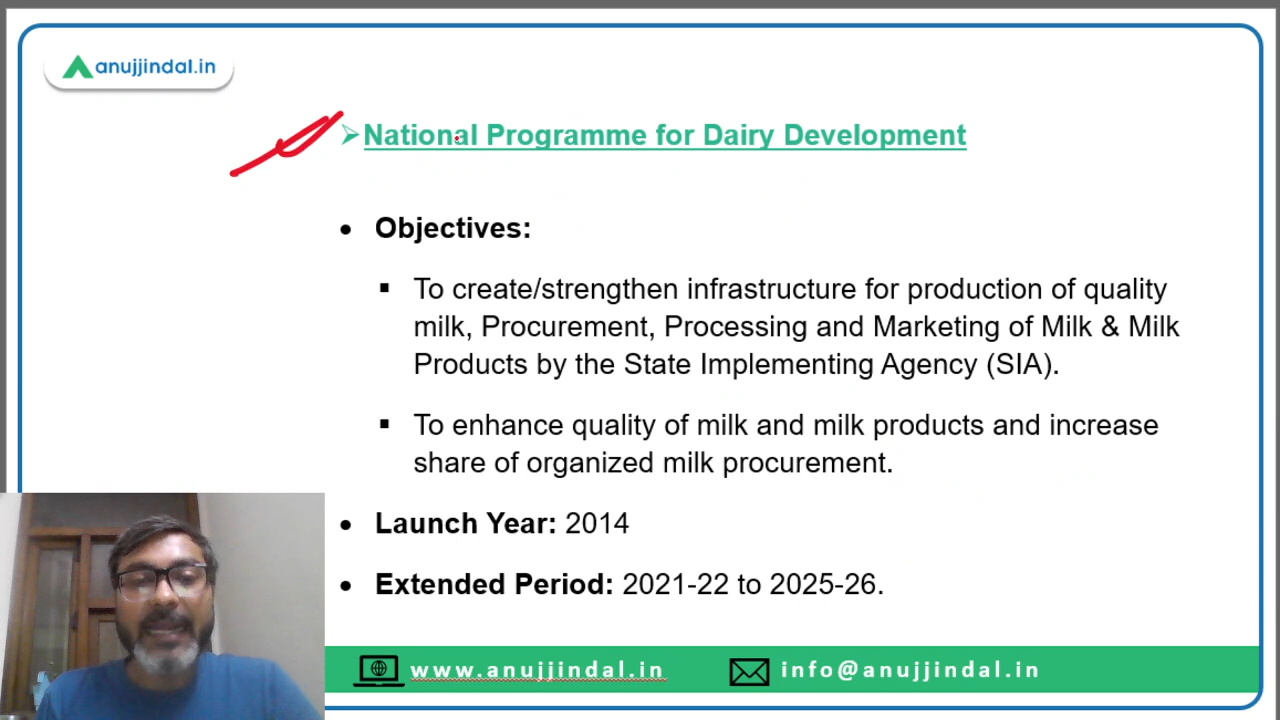 anujjindal.in
National Programme for Dairy Development
Objectives:
To create/strengthen infrastructure for production of quality
milk, Procurement, Processing and Marketing of Milk & Milk
Products by the State Implementing Agency (SIA).
To enhance quality of milk and milk products and increase
share of organized milk procurement.
Launch Year: 2014
Extended Period: 2021-22 to 2025-26.
www.anujjindal.in info@anujjindal.in